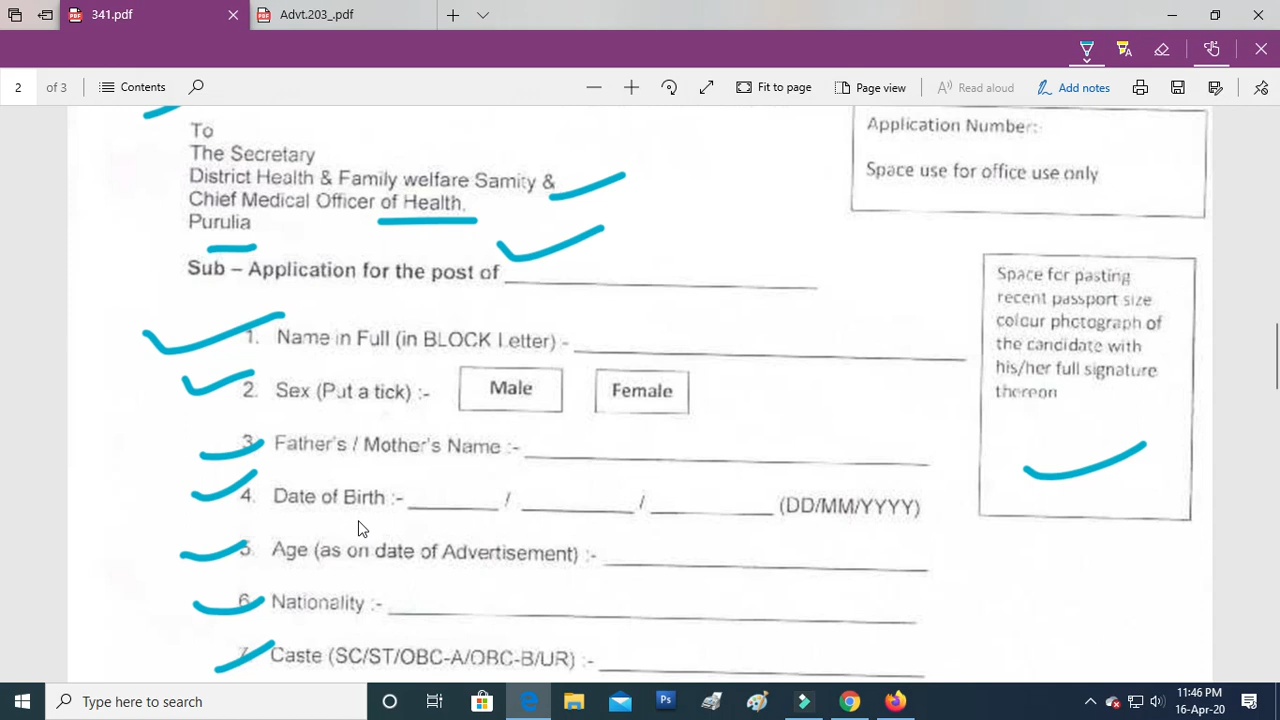 341.pdf
Advt.203_.pdf
2 of 3
Contents
Fit to page
Page view
Read aloud
Add notes
To
The Secretary
District Health & Family welfare Samity &
Chief Medical Officer of Health,
Purulia
Application Number:-
Space use for office use only
Sub – Application for the post of
Space for pasting
recent passport size
colour photograph of
the candidate with
his/her full signature
thereon
1. Name in Full (in BLOCK Letter) :-
2. Sex (Put a tick) :- Male Female
3. Father's / Mother's Name :-
4. Date of Birth :- / / (DD/MM/YYYY)
5. Age (as on date of Advertisement) :-
6. Nationality :-
7. Caste (SC/ST/OBC-A/OBC-B/UR) :-
Type here to search
Ps
11:46 PM
16-Apr-20